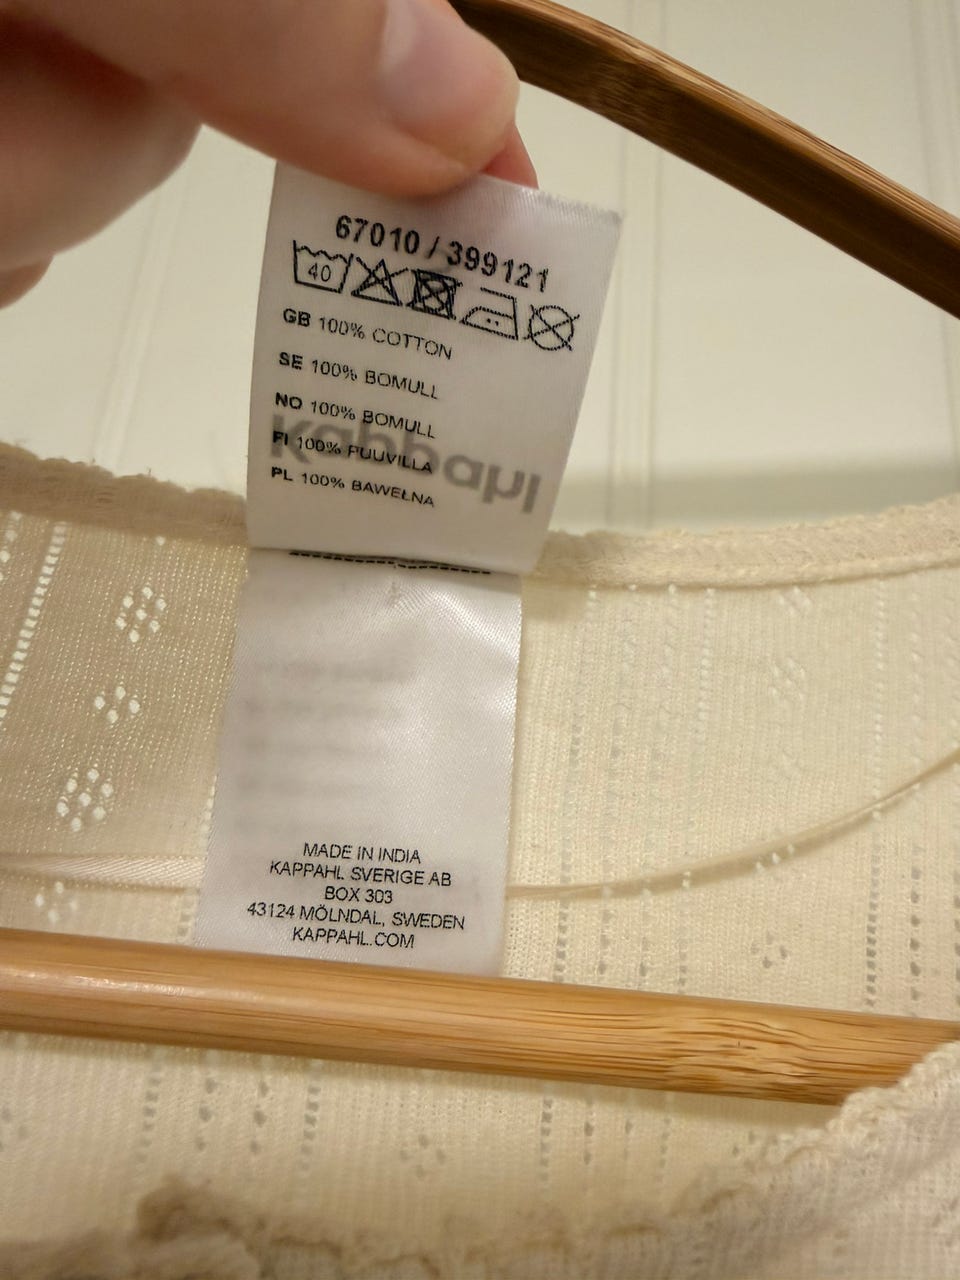 67010 / 399121
40
GB 100% COTTON
SE 100% BOMULL
NO 100% BOMULL
FI 100% PUUVILLA
PL 100% BAWEŁNA
kappahl
MADE IN INDIA
KAPPAHL SVERIGE AB
BOX 303
43124 MÖLNDAL, SWEDEN
KAPPAHL.COM